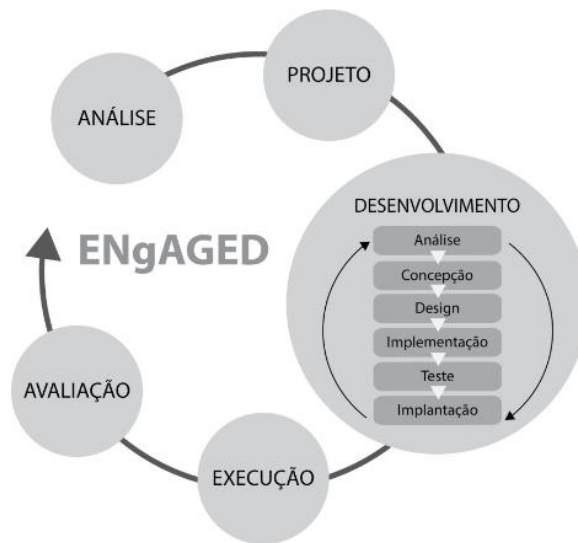 PROJETO
ANÁLISE
DESENVOLVIMENTO
Análise
Concepção
Design
Implementação
Teste
Implantação
ENgAGED
AVALIAÇÃO
EXECUÇÃO